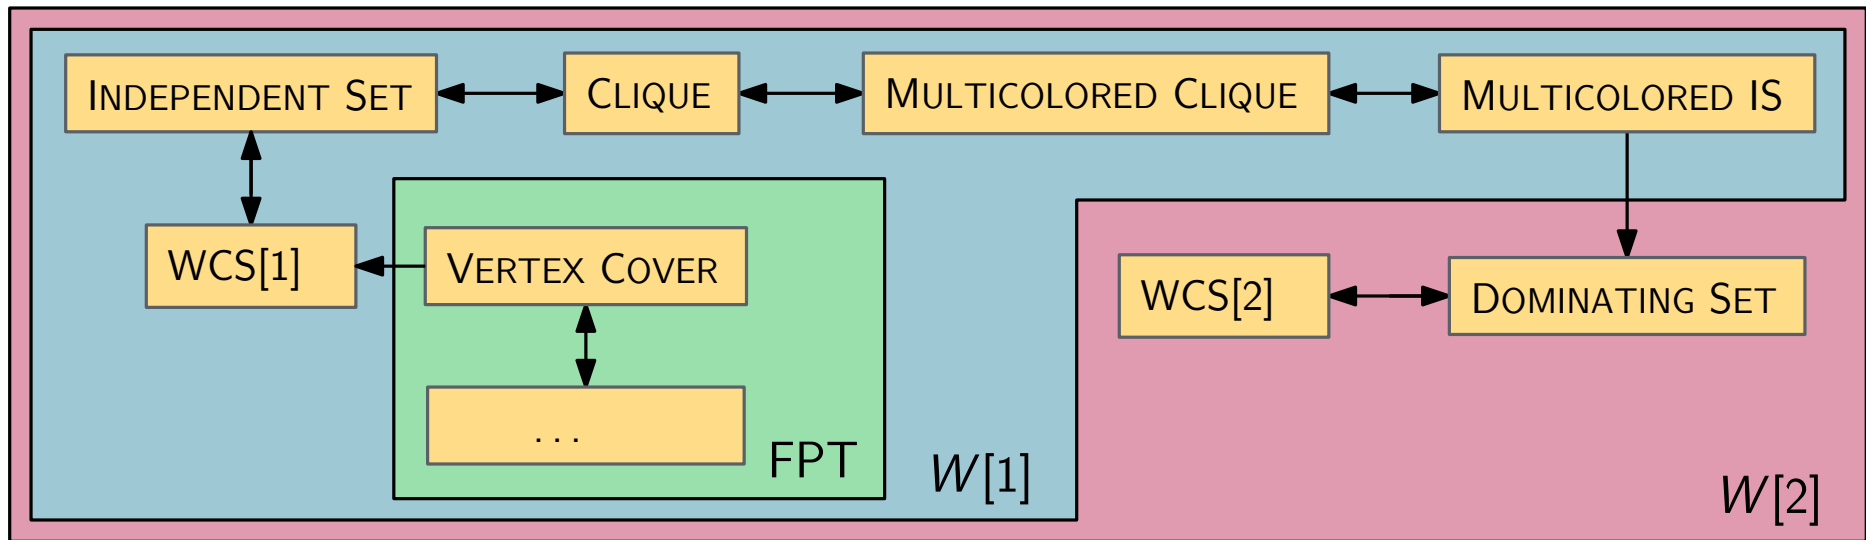 INDEPENDENT SET
CLIQUE
MULTICOLORED CLIQUE
MULTICOLORED IS
WCS[1]
VERTEX COVER
WCS[2]
DOMINATING SET
...
FPT
W[1]
W[2]